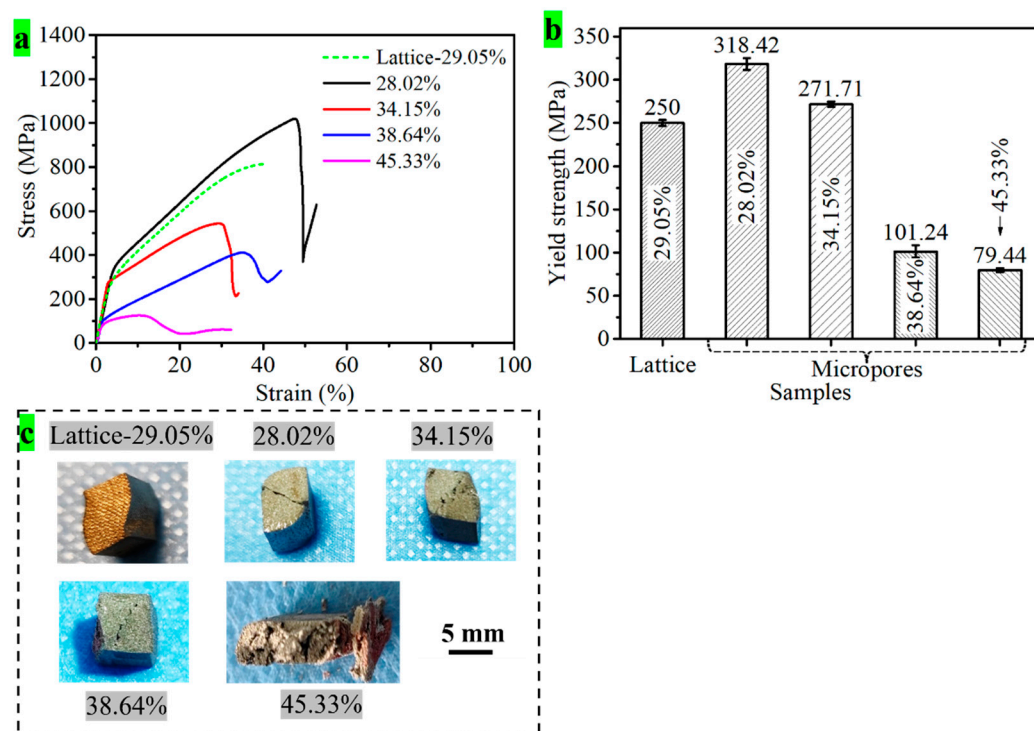 a
1400
1200
1000
800
600
400
200
0
Stress (MPa)
0 20 40 60 80 100
Strain (%)
Lattice-29.05%
28.02%
34.15%
38.64%
45.33%
b
350
300
250
200
150
100
50
0
Yield strength (MPa)
250
318.42
271.71
101.24
79.44
29.05%
28.02%
34.15%
38.64%
45.33%
Lattice
Micropores
Samples
c
Lattice-29.05% 28.02% 34.15%
38.64% 45.33%
5 mm